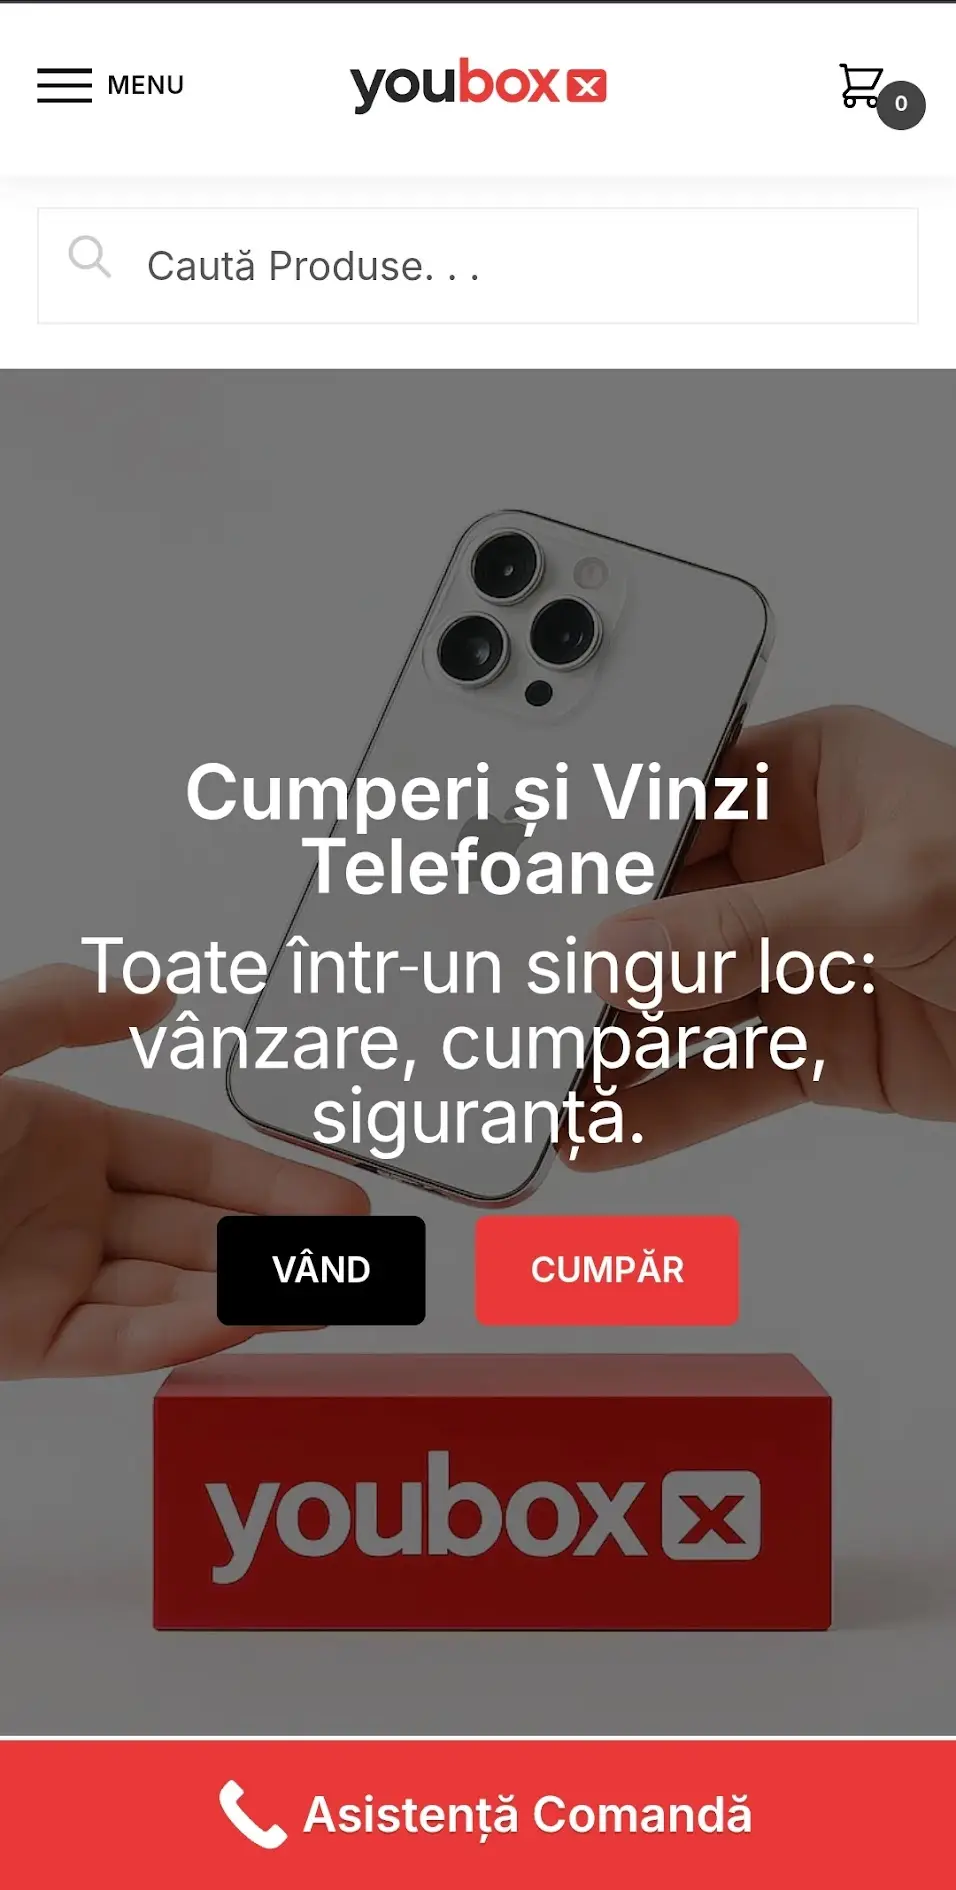 MENU
youbox x
0
Caută Produse. . .
Cumperi și Vinzi
Telefoane
Toate într-un singur loc:
vânzare, cumpărare,
siguranță.
VÂND
CUMPĂR
youbox x
Asistență Comandă